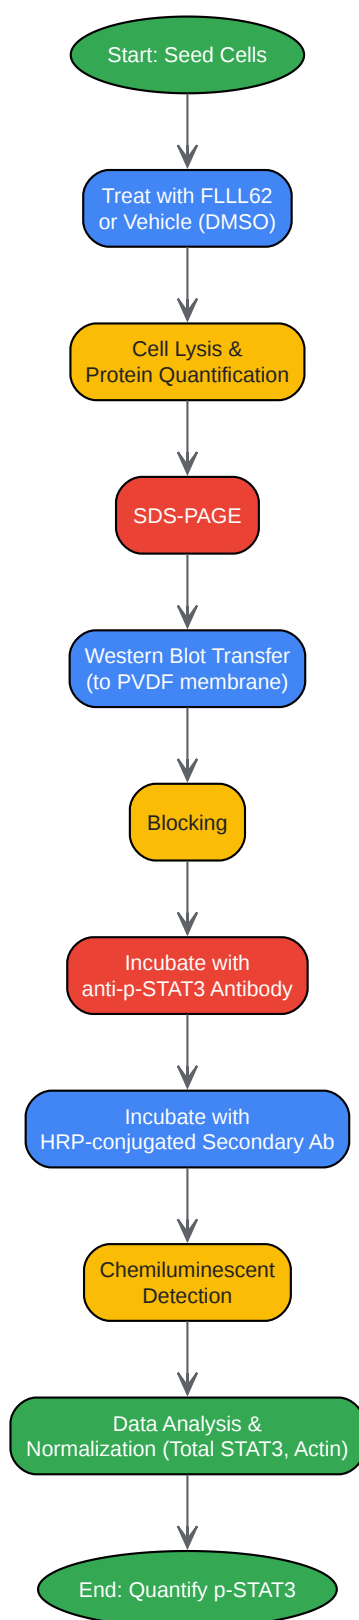 Start: Seed Cells
Treat with FLLL62
or Vehicle (DMSO)
Cell Lysis &
Protein Quantification
SDS-PAGE
Western Blot Transfer
(to PVDF membrane)
Blocking
Incubate with
anti-p-STAT3 Antibody
Incubate with
HRP-conjugated Secondary Ab
Chemiluminescent
Detection
Data Analysis &
Normalization (Total STAT3, Actin)
End: Quantify p-STAT3